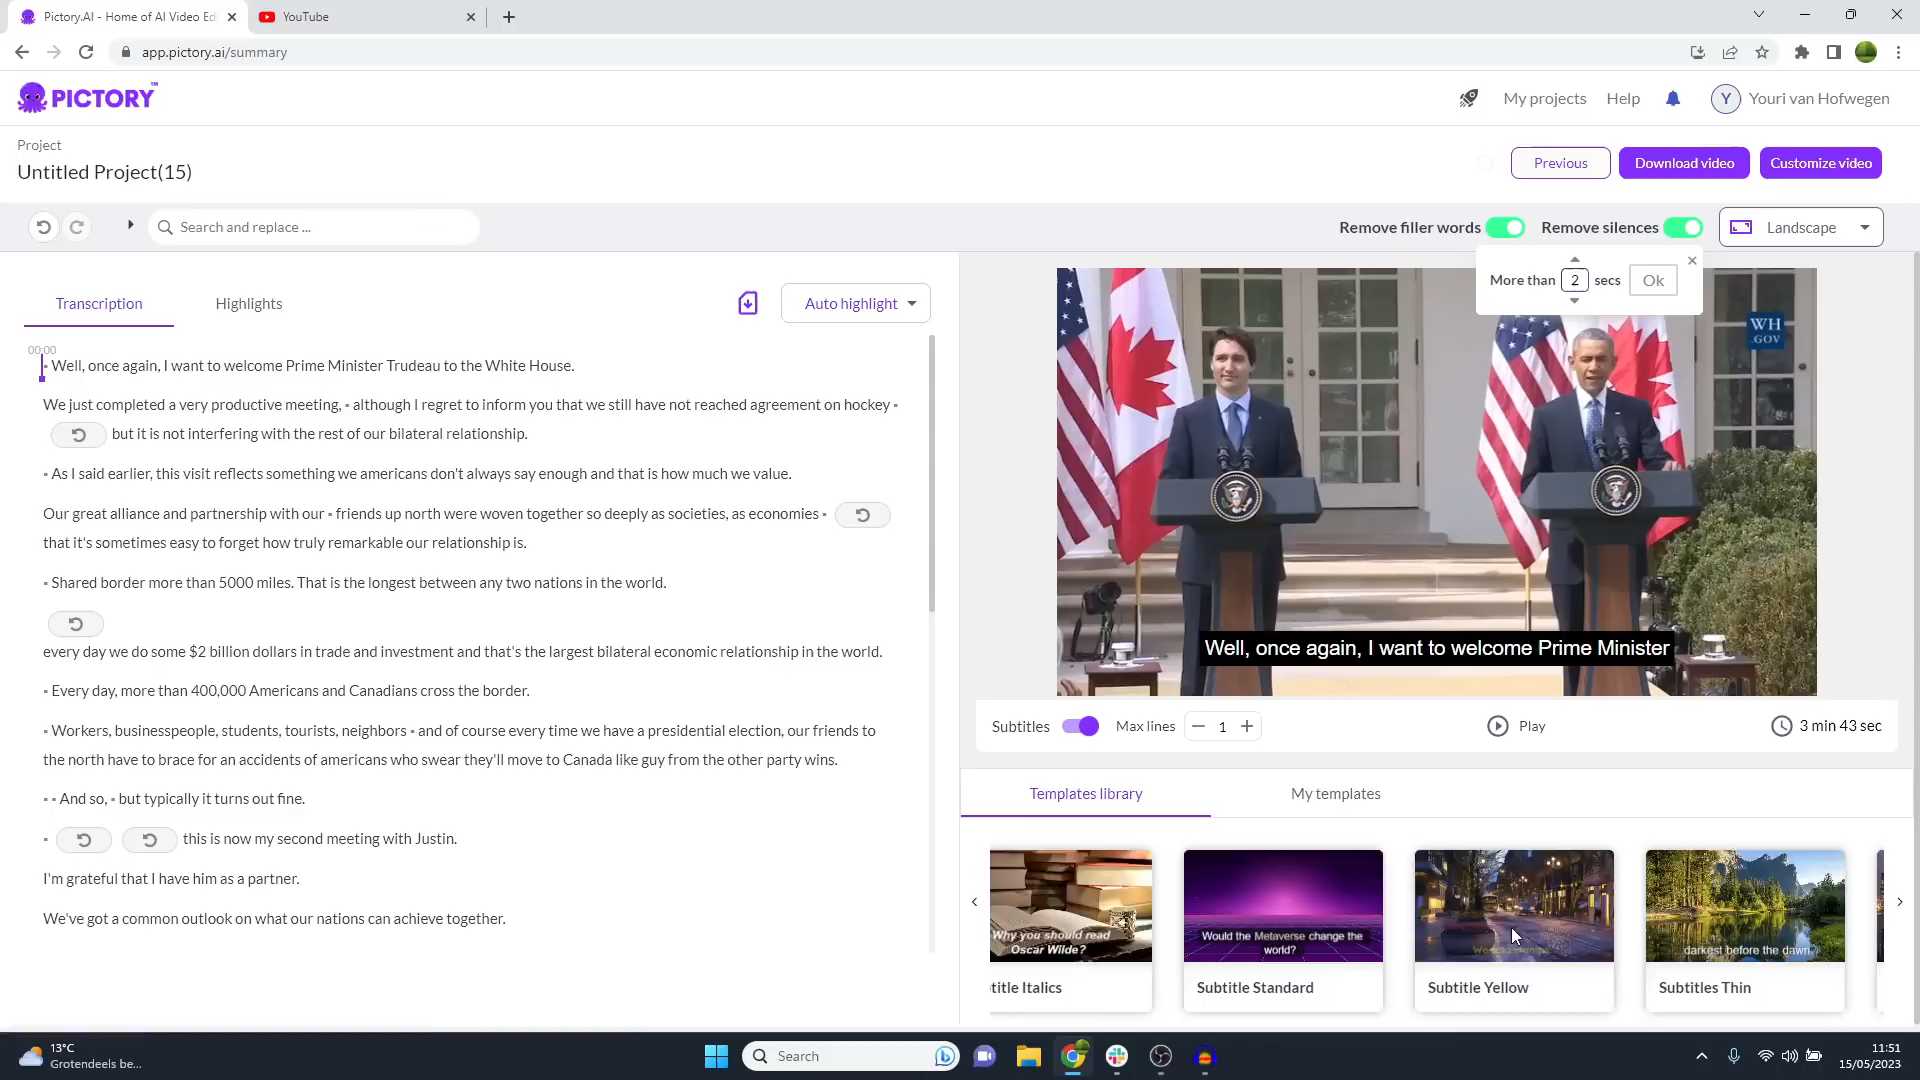 Pictory.AI - Home of AI Video Edi
YouTube
app.pictory.ai/summary
PICTORY™
My projects
Help
Y
Youri van Hofwegen
Project
Untitled Project(15)
Previous
Download video
Customize video
Search and replace ...
Remove filler words
Remove silences
Landscape
More than 2 secs Ok
Transcription
Highlights
Auto highlight
00:00
Well, once again, I want to welcome Prime Minister Trudeau to the White House.
We just completed a very productive meeting, - although I regret to inform you that we still have not reached agreement on hockey -
but it is not interfering with the rest of our bilateral relationship.
- As I said earlier, this visit reflects something we americans don't always say enough and that is how much we value.
Our great alliance and partnership with our - friends up north were woven together so deeply as societies, as economies -
that it's sometimes easy to forget how truly remarkable our relationship is.
- Shared border more than 5000 miles. That is the longest between any two nations in the world.
every day we do some $2 billion dollars in trade and investment and that's the largest bilateral economic relationship in the world.
- Every day, more than 400,000 Americans and Canadians cross the border.
- Workers, businesspeople, students, tourists, neighbors - and of course every time we have a presidential election, our friends to
the north have to brace for an accidents of americans who swear they'll move to Canada like guy from the other party wins.
- - And so, - but typically it turns out fine.
- this is now my second meeting with Justin.
I'm grateful that I have him as a partner.
We've got a common outlook on what our nations can achieve together.
WH
.GOV
Well, once again, I want to welcome Prime Minister
Subtitles
Max lines
1
Play
3 min 43 sec
Templates library
My templates
Why you should read
Oscar Wilde?
title Italics
Would the Metaverse change the
world?
Subtitle Standard
Subtitle Yellow
darkest before the dawn
Subtitles Thin
13°C
Grotendeels be...
Search
11:51
15/05/2023